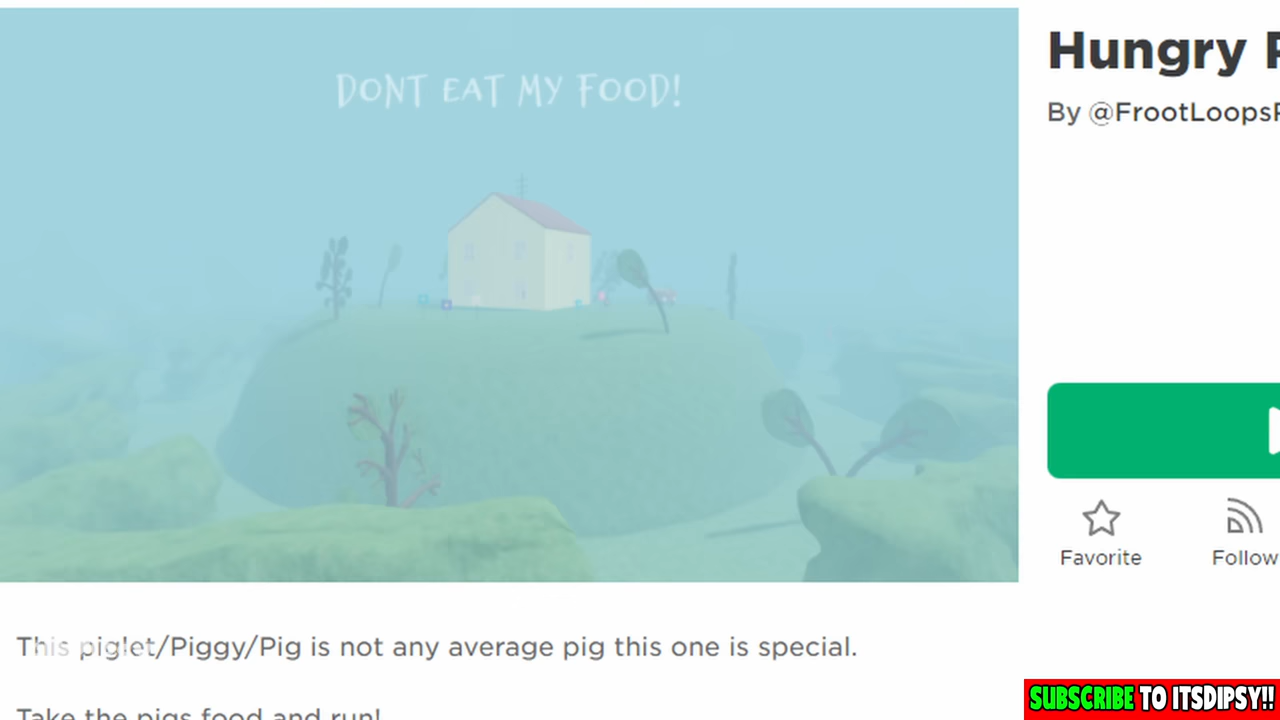 DONT EAT MY FOOD!
Hungry
By @FrootLoops
Favorite
Follow
This piglet/Piggy/Pig is not any average pig this one is special.
Take the pigs food and run!
SUBSCRIBE TO ITSDIPSY!!